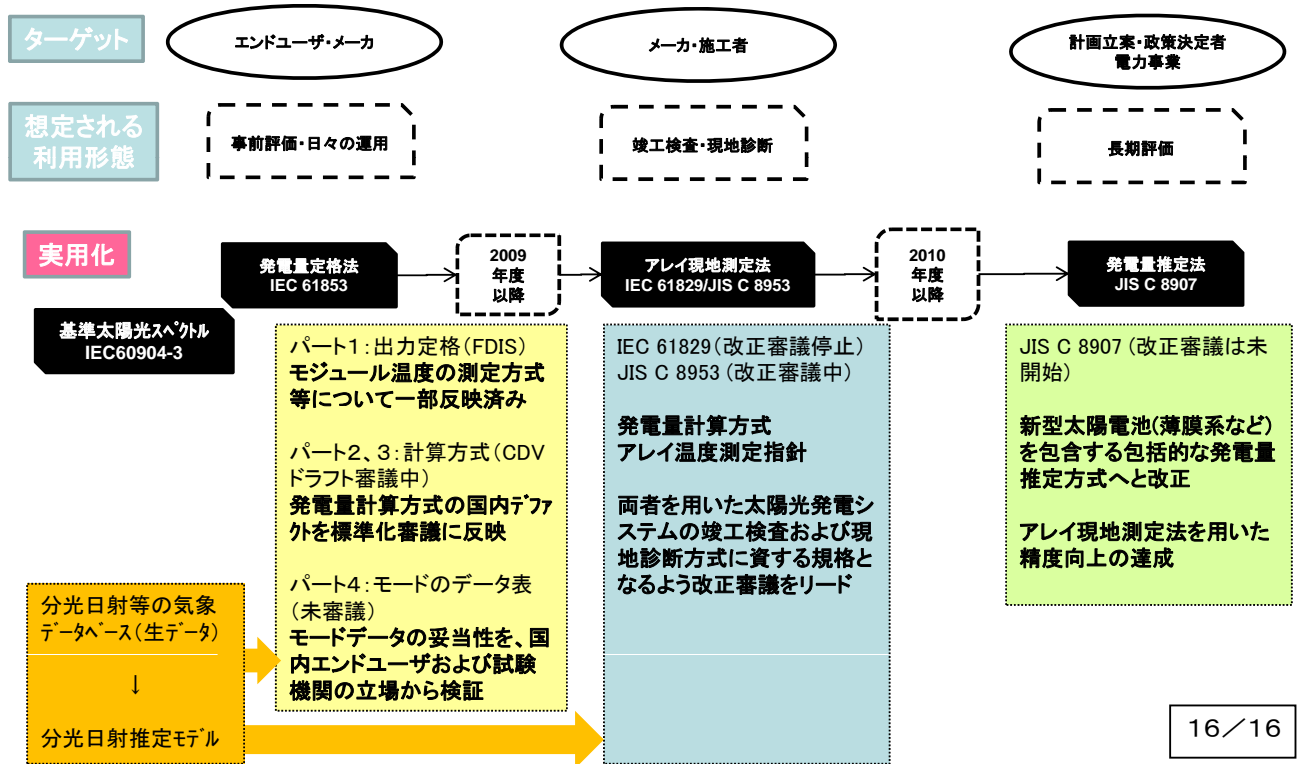 ターゲット
エンドユーザ・メーカ
メーカ・施工者
計画立案・政策決定者
電力事業
想定される
利用形態
事前評価・日々の運用
竣工検査・現地診断
長期評価
実用化
発電量定格法
IEC 61853
2009
年度
以降
アレイ現地測定法
IEC 61829/JIS C 8953
2010
年度
以降
発電量推定法
JIS C 8907
基準太陽光スペクトル
IEC60904-3
パート1：出力定格(FDIS)
モジュール温度の測定方式
等について一部反映済み
パート2、3：計算方式(CDV
ドラフト審議中)
発電量計算方式の国内デファ
クトを標準化審議に反映
パート4：モードのデータ表
(未審議)
モードデータの妥当性を、国
内エンドユーザおよび試験
機関の立場から検証
IEC 61829(改正審議停止)
JIS C 8953(改正審議中)
発電量計算方式
アレイ温度測定指針
両者を用いた太陽光発電シ
ステムの竣工検査および現
地診断方式に資する規格と
なるよう改正審議をリード
JIS C 8907(改正審議は未
開始)
新型太陽電池(薄膜系など)
を包含する包括的な発電量
推定方式へと改正
アレイ現地測定法を用いた
精度向上の達成
分光日射等の気象
データベース(生データ)
↓
分光日射推定モデル
16／16